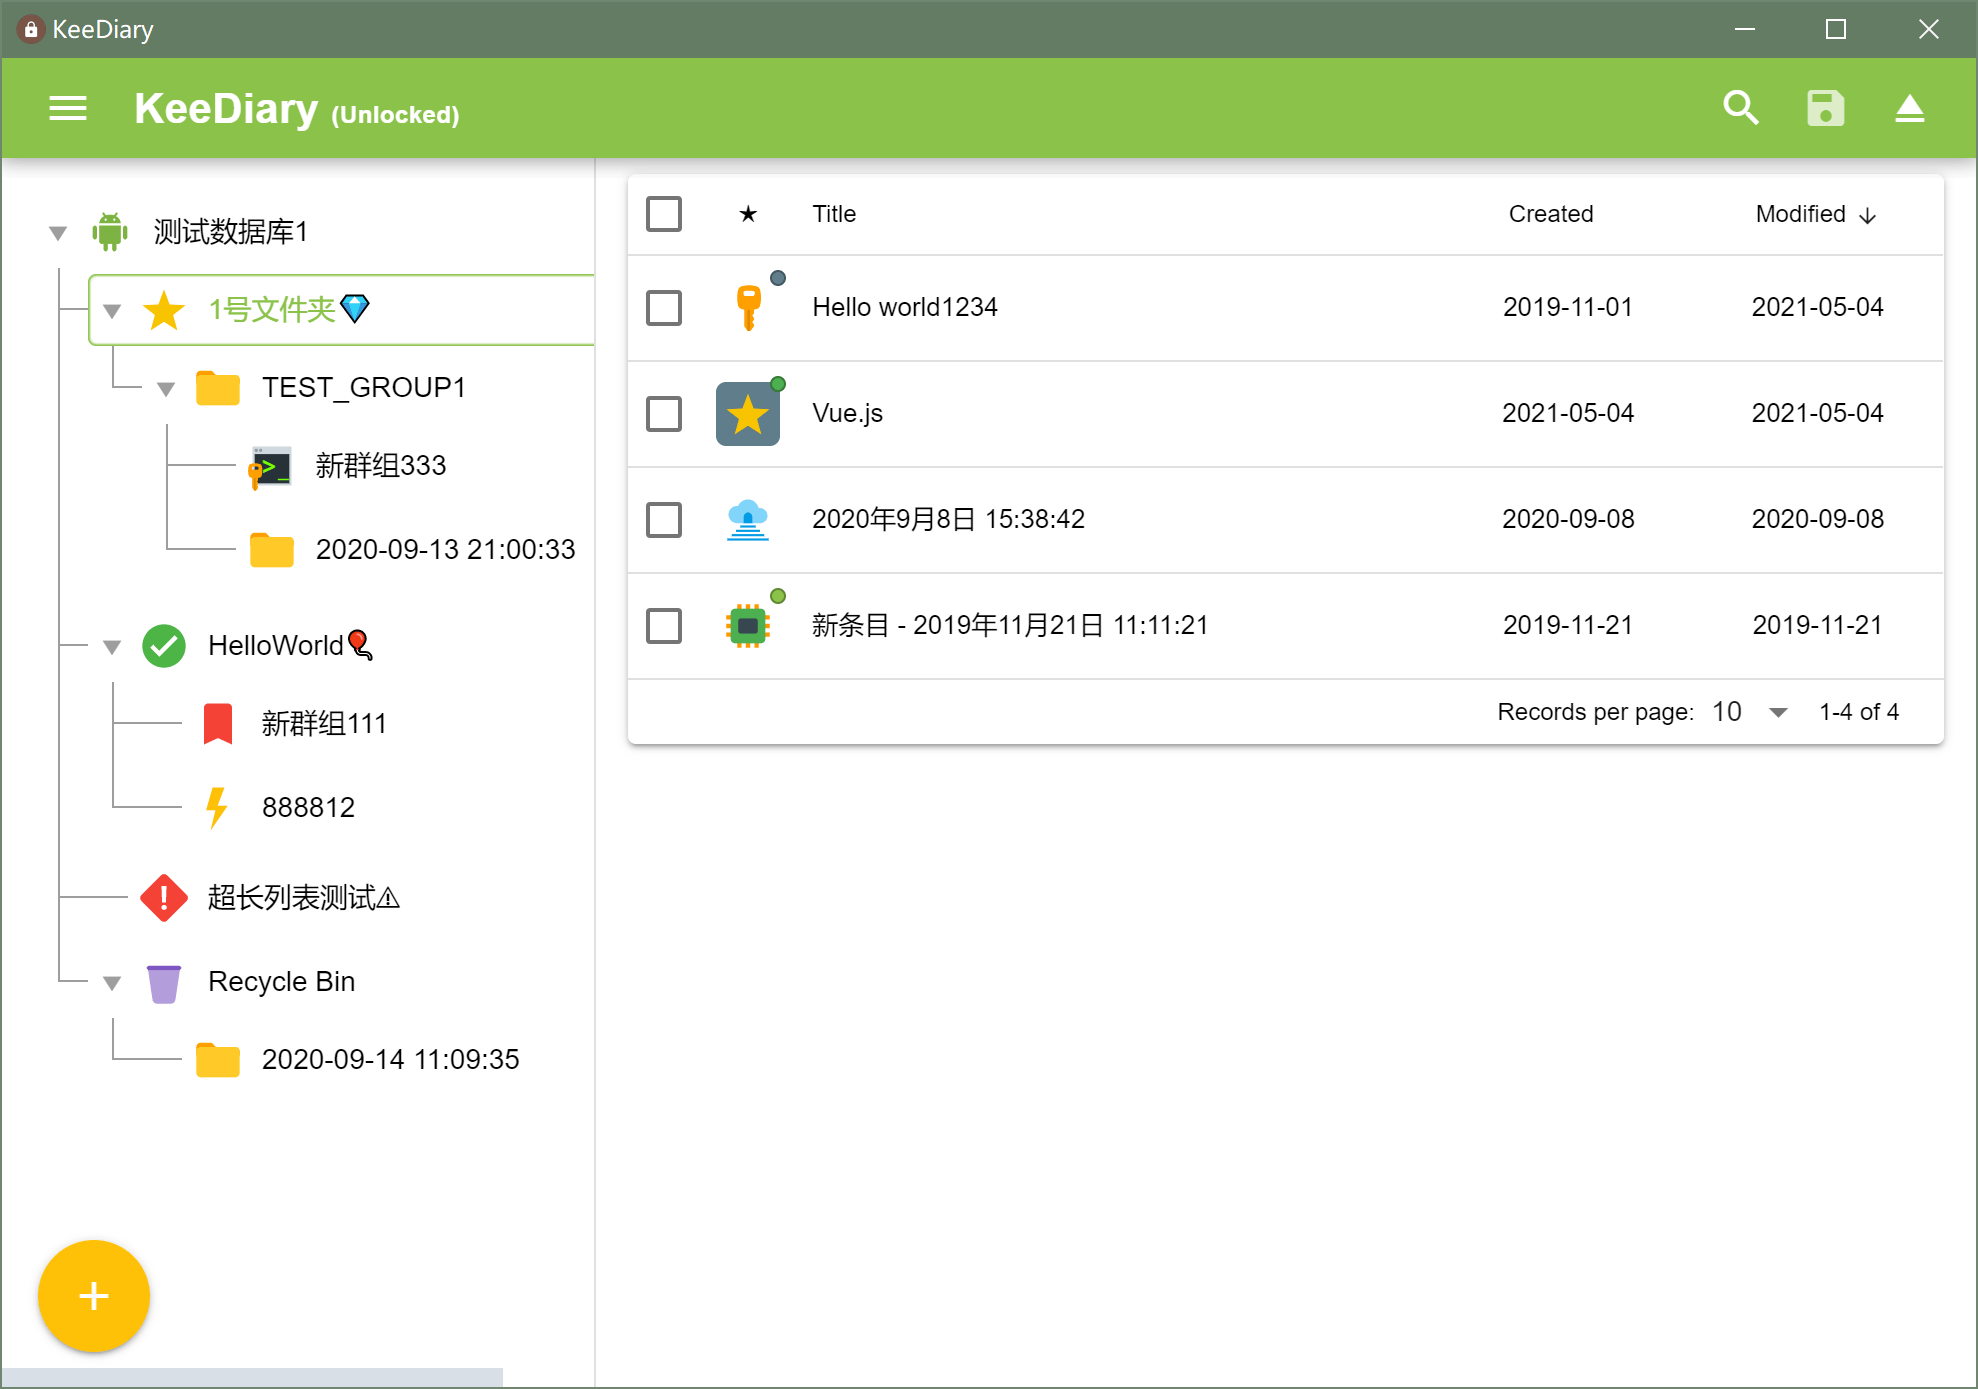 KeeDiary
KeeDiary (Unlocked)
测试数据库1
1号文件夹💎
TEST_GROUP1
新群组333
2020-09-13 21:00:33
HelloWorld🎈
新群组111
888812
超长列表测试⚠
Recycle Bin
2020-09-14 11:09:35
★ Title Created Modified ↓
Hello world1234 2019-11-01 2021-05-04
Vue.js 2021-05-04 2021-05-04
2020年9月8日 15:38:42 2020-09-08 2020-09-08
新条目 - 2019年11月21日 11:11:21 2019-11-21 2019-11-21
Records per page: 10 1-4 of 4